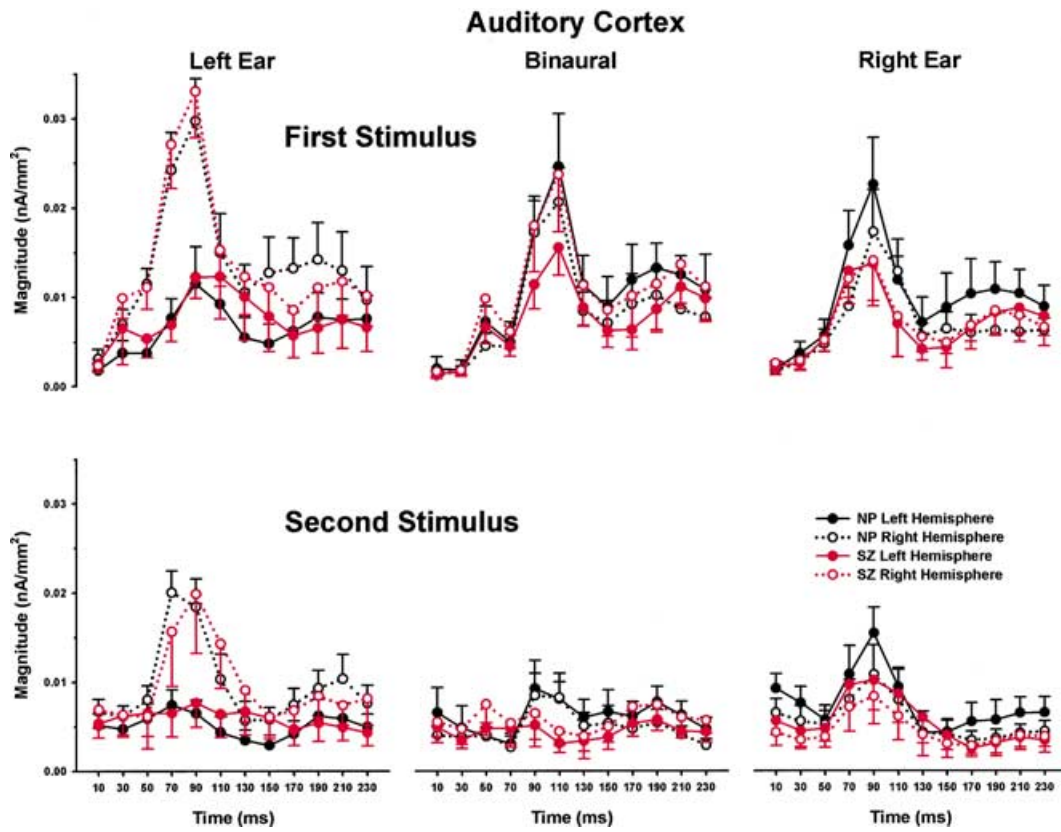 Auditory Cortex
Left Ear
Binaural
Right Ear
First Stimulus
Magnitude (nA/mm²)
0.03
0.02
0.01
0.00
Second Stimulus
NP Left Hemisphere
NP Right Hemisphere
SZ Left Hemisphere
SZ Right Hemisphere
Magnitude (nA/mm²)
0.03
0.02
0.01
0.00
10 30 50 70 90 110 130 150 170 190 210 230
10 30 50 70 90 110 130 150 170 190 210 230
10 30 50 70 90 110 130 150 170 190 210 230
Time (ms)
Time (ms)
Time (ms)